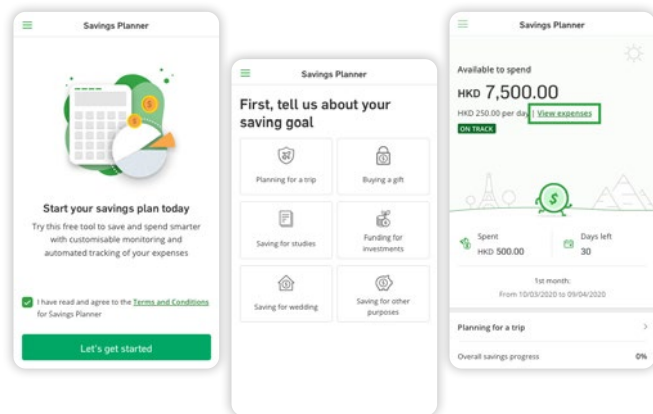 Savings Planner
Start your savings plan today
Try this free tool to save and spend smarter
with customisable monitoring and
automated tracking of your expenses
I have read and agree to the Terms and Conditions
for Savings Planner
Let's get started
Savings Planner
First, tell us about your
saving goal
Planning for a trip
Buying a gift
Saving for studies
Funding for
investments
Saving for wedding
Saving for other
purposes
Savings Planner
Available to spend
HKD 7,500.00
HKD 250.00 per day | View expenses
ON TRACK
Spent
HKD 500.00
Days left
30
1st month:
From 10/03/2020 to 09/04/2020
Planning for a trip
Overall savings progress 0%